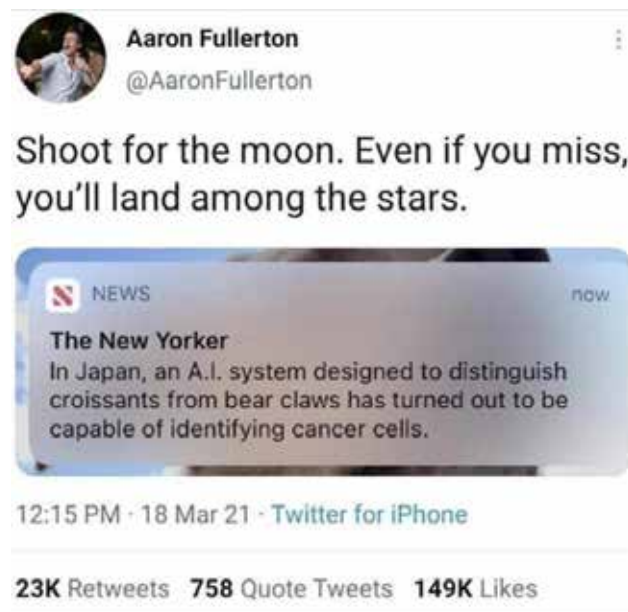 Aaron Fullerton
@AaronFullerton
Shoot for the moon. Even if you miss,
you’ll land among the stars.
NEWS now
The New Yorker
In Japan, an A.I. system designed to distinguish
croissants from bear claws has turned out to be
capable of identifying cancer cells.
12:15 PM · 18 Mar 21 · Twitter for iPhone
23K Retweets 758 Quote Tweets 149K Likes